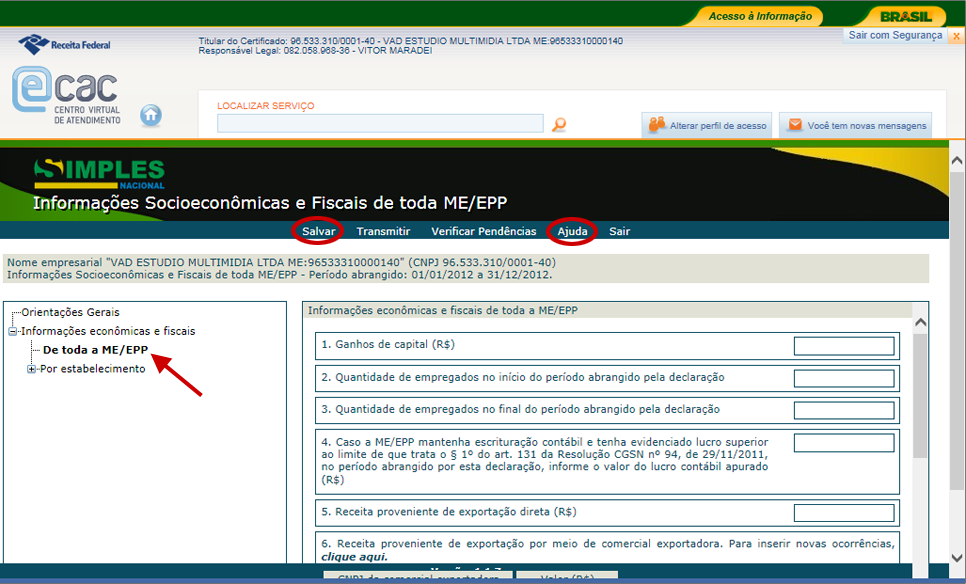 Acesso à Informação
BRASIL
Sair com Segurança x
Receita Federal
Titular do Certificado: 96.533.310/0001-40 - VAD ESTUDIO MULTIMIDIA LTDA ME:96533310000140
Responsável Legal: 082.058.968-36 - VITOR MARADEI
ecac
CENTRO VIRTUAL
DE ATENDIMENTO
LOCALIZAR SERVIÇO
Alterar perfil de acesso
Você tem novas mensagens
SIMPLES
NACIONAL
Informações Socioeconômicas e Fiscais de toda ME/EPP
Salvar Transmitir Verificar Pendências Ajuda Sair
Nome empresarial "VAD ESTUDIO MULTIMIDIA LTDA ME:96533310000140" (CNPJ 96.533.310/0001-40)
Informações Socioeconômicas e Fiscais de toda ME/EPP - Período abrangido: 01/01/2012 a 31/12/2012.
Orientações Gerais
Informações econômicas e fiscais
De toda a ME/EPP
Por estabelecimento
Informações econômicas e fiscais de toda a ME/EPP
1. Ganhos de capital (R$)
2. Quantidade de empregados no início do período abrangido pela declaração
3. Quantidade de empregados no final do período abrangido pela declaração
4. Caso a ME/EPP mantenha escrituração contábil e tenha evidenciado lucro superior
ao limite de que trata o § 1º do art. 131 da Resolução CGSN nº 94, de 29/11/2011,
no período abrangido por esta declaração, informe o valor do lucro contábil apurado
(R$)
5. Receita proveniente de exportação direta (R$)
6. Receita proveniente de exportação por meio de comercial exportadora. Para inserir novas ocorrências,
clique aqui.
CNPJ da comercial exportadora Valor (R$)